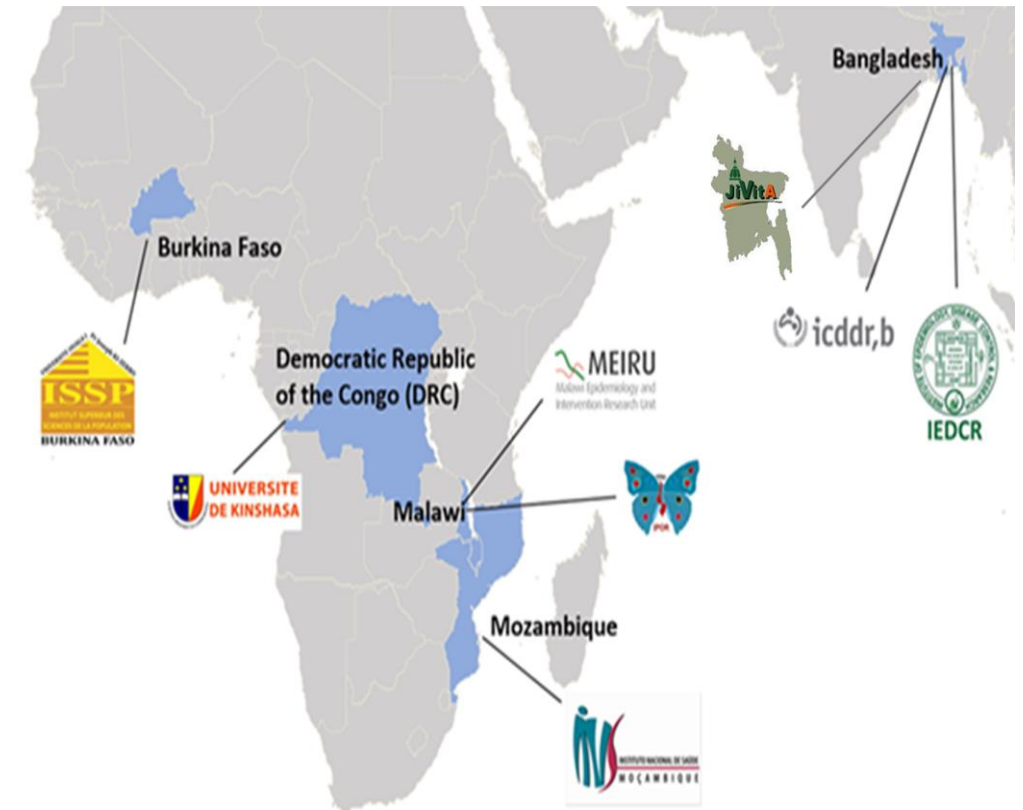 Bangladesh
JiVitA
Burkina Faso
icddr,b
Democratic Republic
of the Congo (DRC)
MEIRU
Malawi Epidemiology and
Intervention Research Unit
ISSP
INSTITUT SUPERIEUR DES
SCIENCES DE LA POPULATION
BURKINA FASO
IEDCR
UNIVERSITE
DE KINSHASA
Malawi
IPOR
Mozambique
INS
INSTITUTO NACIONAL DE SAÚDE
MOÇAMBIQUE